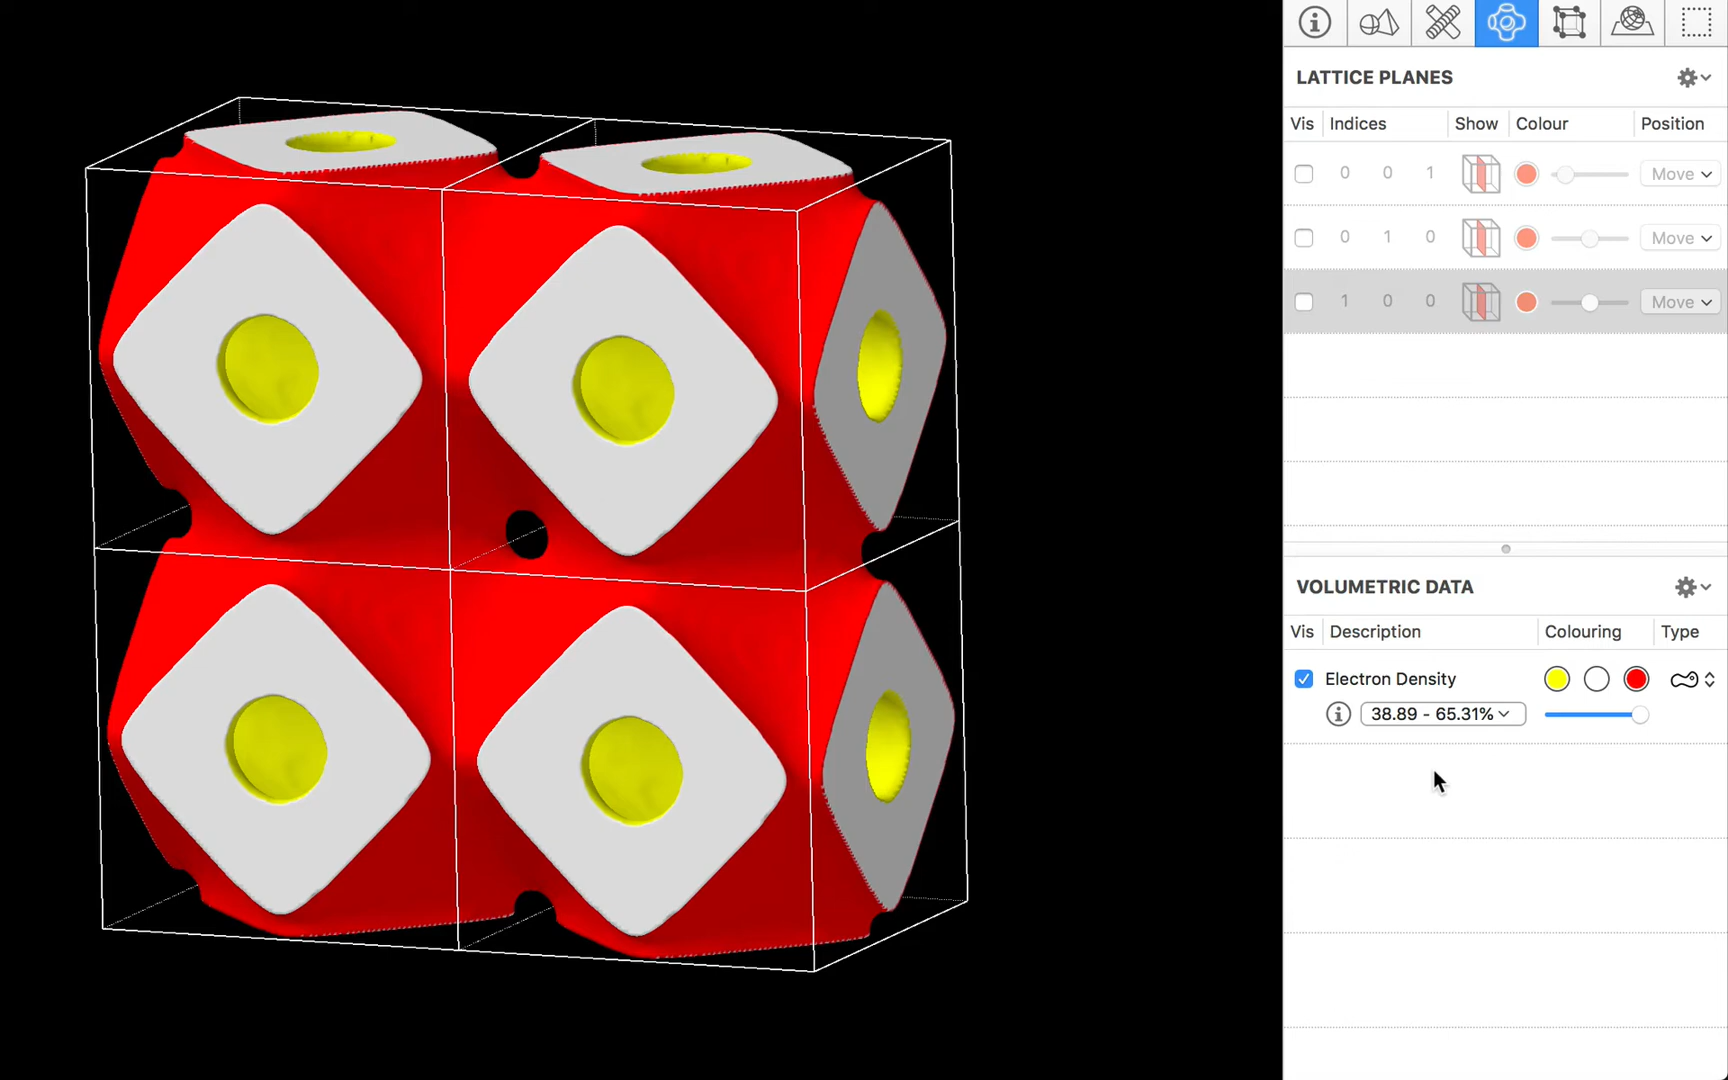 LATTICE PLANES
Vis Indices Show Colour Position
0 0 1 Move
0 1 0 Move
1 0 0 Move
VOLUMETRIC DATA
Vis Description Colouring Type
Electron Density
38.89 - 65.31%